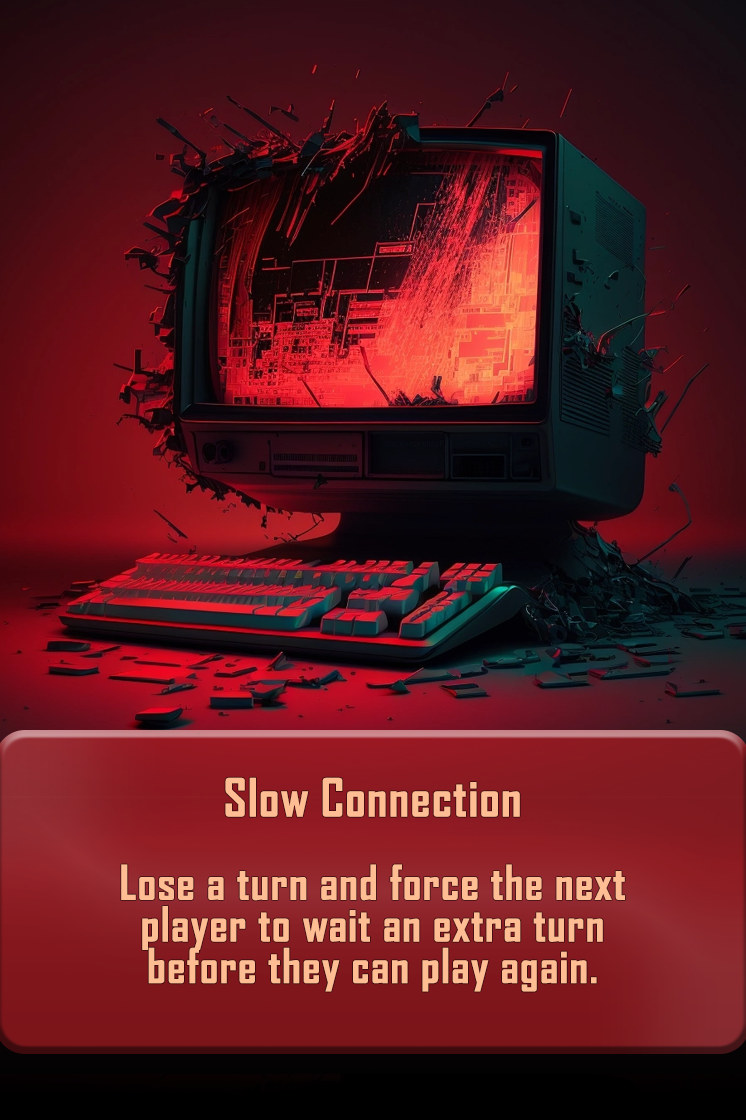 Slow Connection
Lose a turn and force the next
player to wait an extra turn
before they can play again.